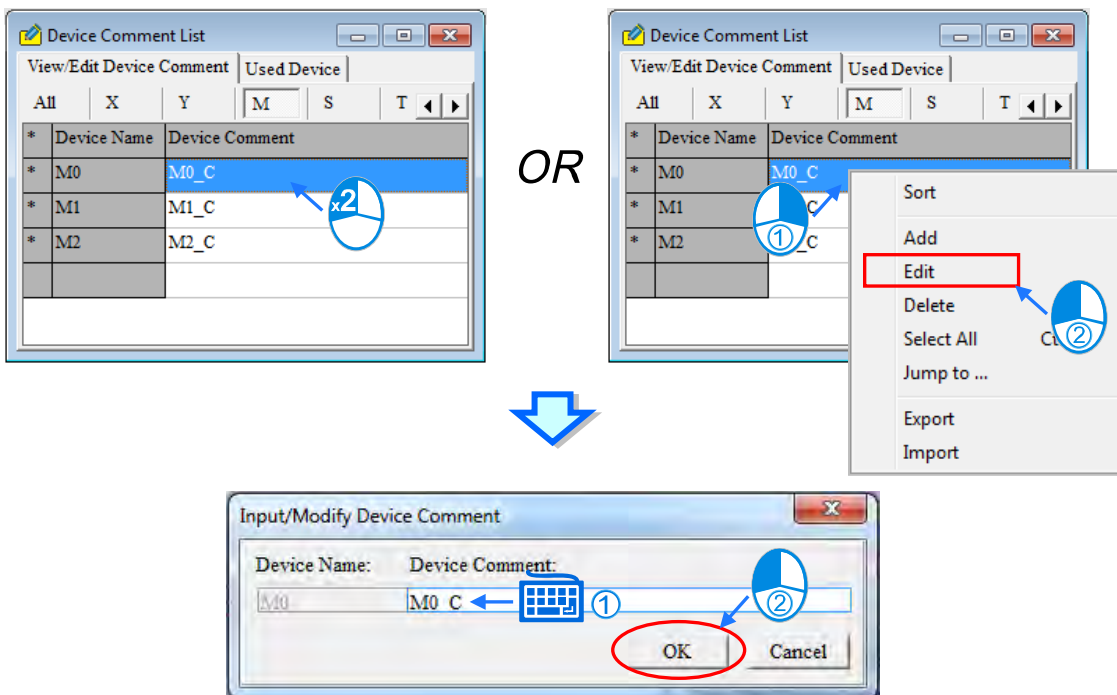 Device Comment List
View/Edit Device Comment Used Device
All X Y M S T
* Device Name Device Comment
* M0 M0_C
* M1 M1_C
* M2 M2_C
x2
OR
Device Comment List
View/Edit Device Comment Used Device
All X Y M S T
* Device Name Device Comment
* M0 M0_C
* M1 C
* M2 C
①
Sort
Add
Edit
Delete
Select All
Jump to ...
Export
Import
②
Input/Modify Device Comment
Device Name: Device Comment:
M0 M0 C ① ②
OK Cancel